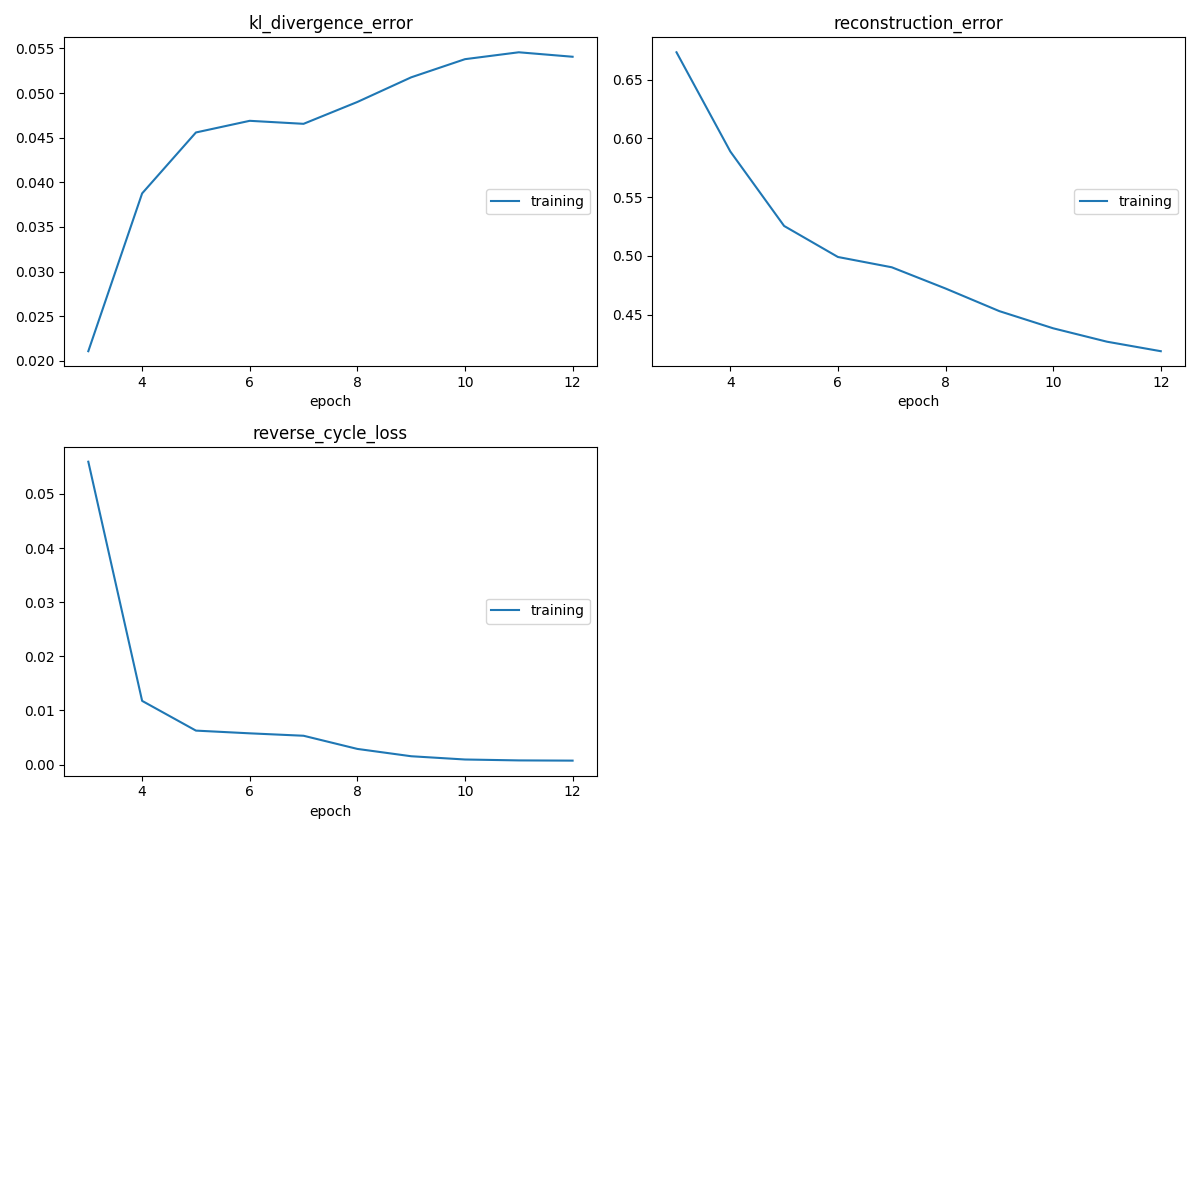 kl_divergence_error
0.055
0.050
0.045
0.040
0.035
0.030
0.025
0.020
training
4 6 8 10 12
epoch
reconstruction_error
0.65
0.60
0.55
0.50
0.45
training
4 6 8 10 12
epoch
reverse_cycle_loss
0.05
0.04
0.03
0.02
0.01
0.00
training
4 6 8 10 12
epoch